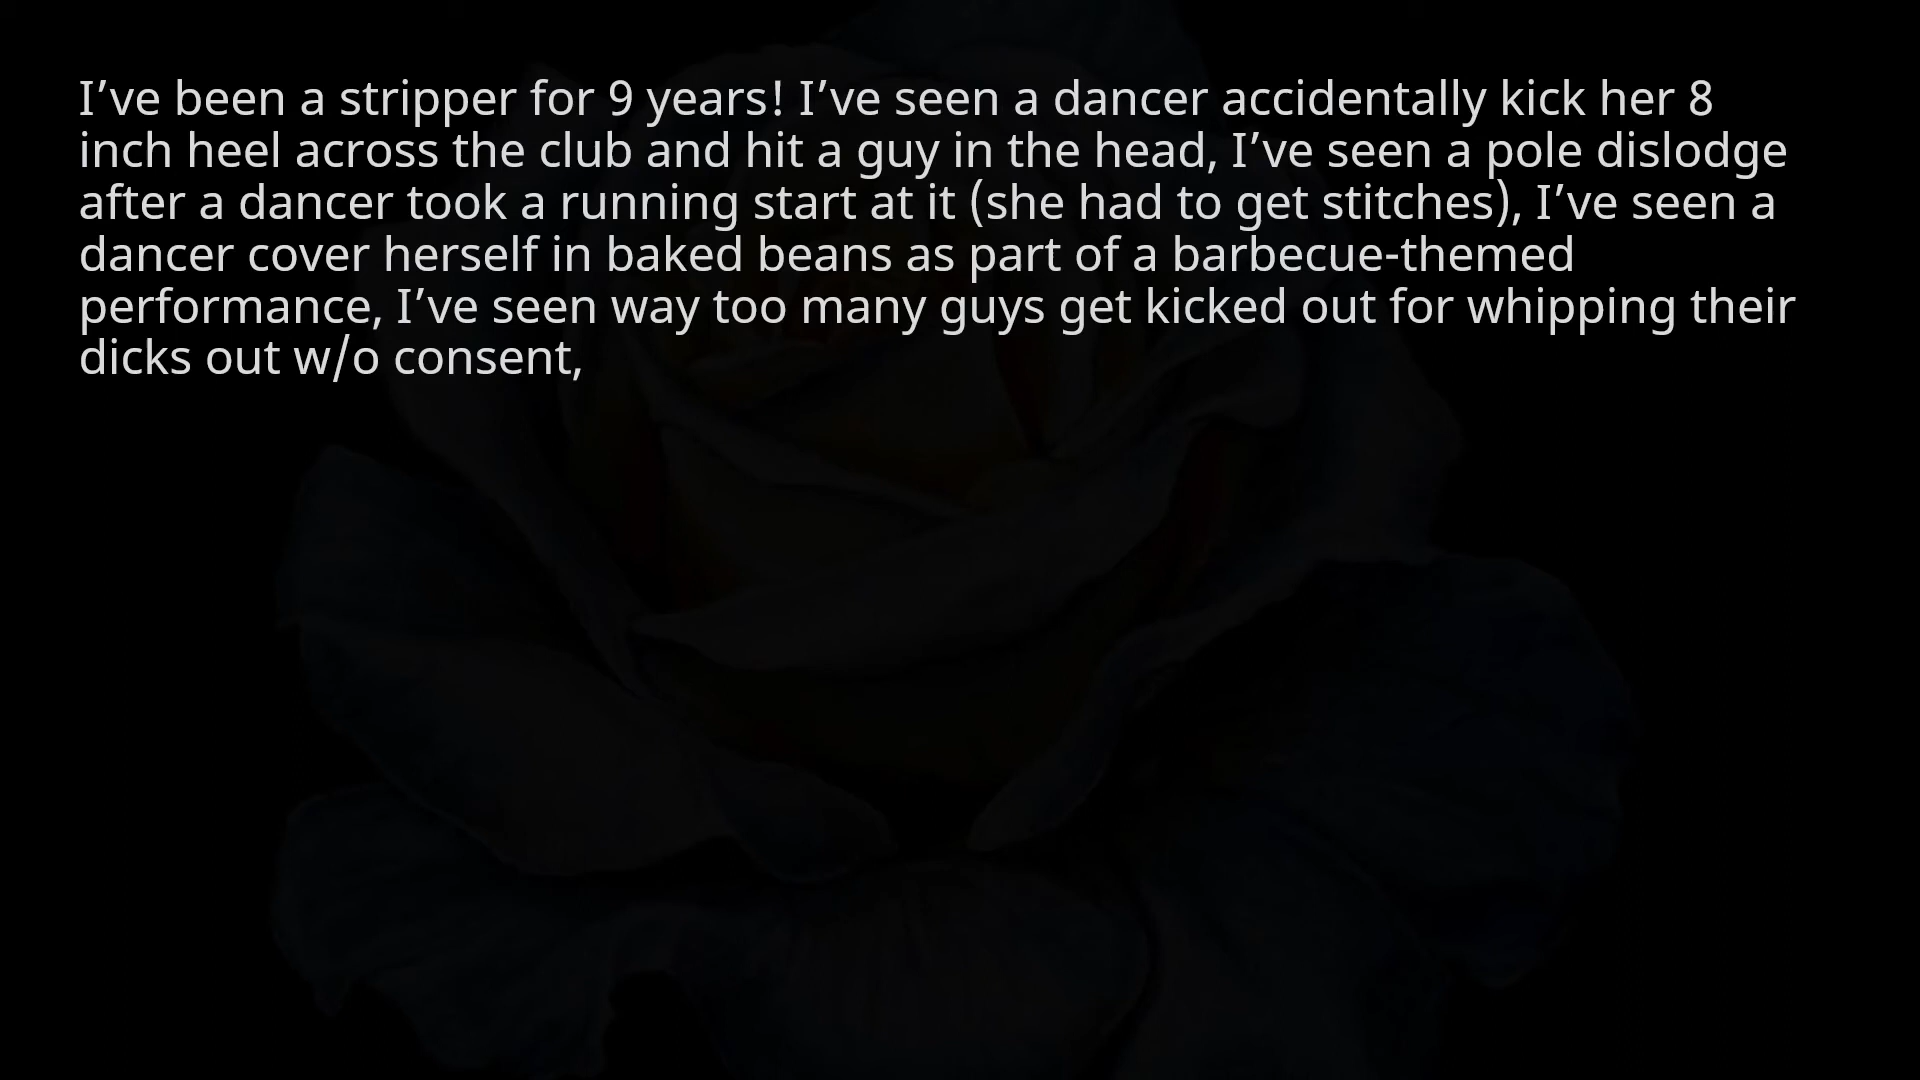 I’ve been a stripper for 9 years! I’ve seen a dancer accidentally kick her 8
inch heel across the club and hit a guy in the head, I’ve seen a pole dislodge
after a dancer took a running start at it (she had to get stitches), I’ve seen a
dancer cover herself in baked beans as part of a barbecue-themed
performance, I’ve seen way too many guys get kicked out for whipping their
dicks out w/o consent,